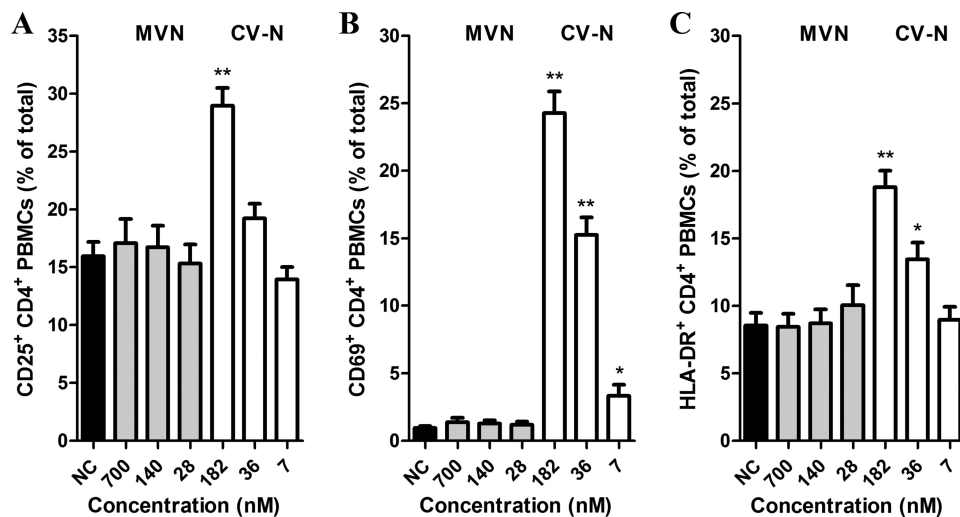 A
MVN CV-N
CD25⁺ CD4⁺ PBMCs (% of total)
35
30
25
20
15
10
5
0
**
NC 700 140 28 182 36 7
Concentration (nM)
B
MVN CV-N
CD69⁺ CD4⁺ PBMCs (% of total)
30
25
20
15
10
5
0
**
**
*
NC 700 140 28 182 36 7
Concentration (nM)
C
MVN CV-N
HLA-DR⁺ CD4⁺ PBMCs (% of total)
30
25
20
15
10
5
0
**
*
NC 700 140 28 182 36 7
Concentration (nM)